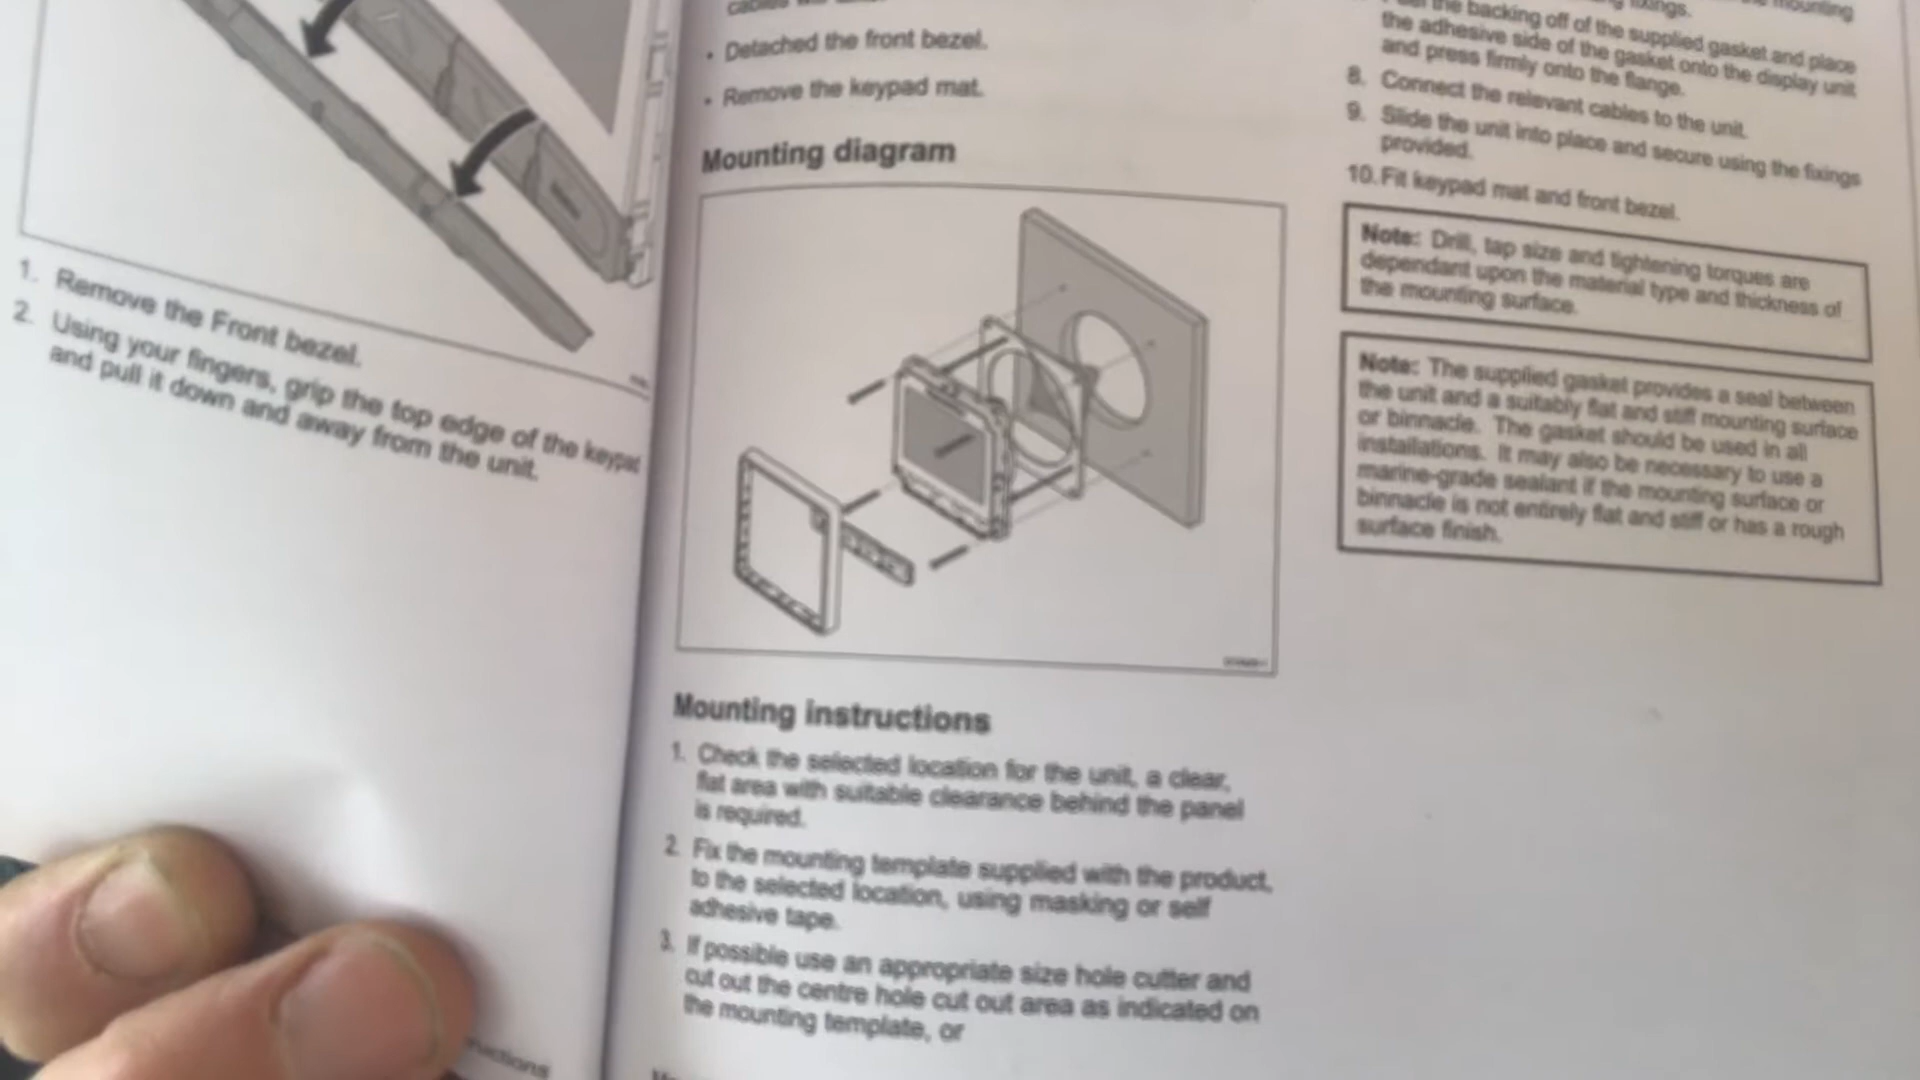 1. Remove the Front bezel.
2. Using your fingers, grip the top edge of the keypad
and pull it down and away from the unit.
• Detached the front bezel.
• Remove the keypad mat.
Mounting diagram
Mounting instructions
1. Check the selected location for the unit, a clear,
flat area with suitable clearance behind the panel
is required.
2. Fix the mounting template supplied with the product,
to the selected location, using masking or self
adhesive tape.
3. If possible use an appropriate size hole cutter and
cut out the centre hole cut out area as indicated on
the mounting template, or
mounting
fixings.
the backing off of the supplied gasket and place
the adhesive side of the gasket onto the display unit
and press firmly onto the flange.
8. Connect the relevant cables to the unit.
9. Slide the unit into place and secure using the fixings
provided.
10. Fit keypad mat and front bezel.
Note: Drill, tap size and tightening torques are
dependant upon the material type and thickness of
the mounting surface.
Note: The supplied gasket provides a seal between
the unit and a suitably flat and stiff mounting surface
or binnacle. The gasket should be used in all
installations. It may also be necessary to use a
marine-grade sealant if the mounting surface or
binnacle is not entirely flat and stiff or has a rough
surface finish.